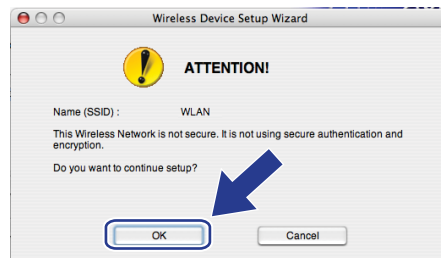 Wireless Device Setup Wizard
ATTENTION!
Name (SSID) : WLAN
This Wireless Network is not secure. It is not using secure authentication and
encryption.
Do you want to continue setup?
OK Cancel